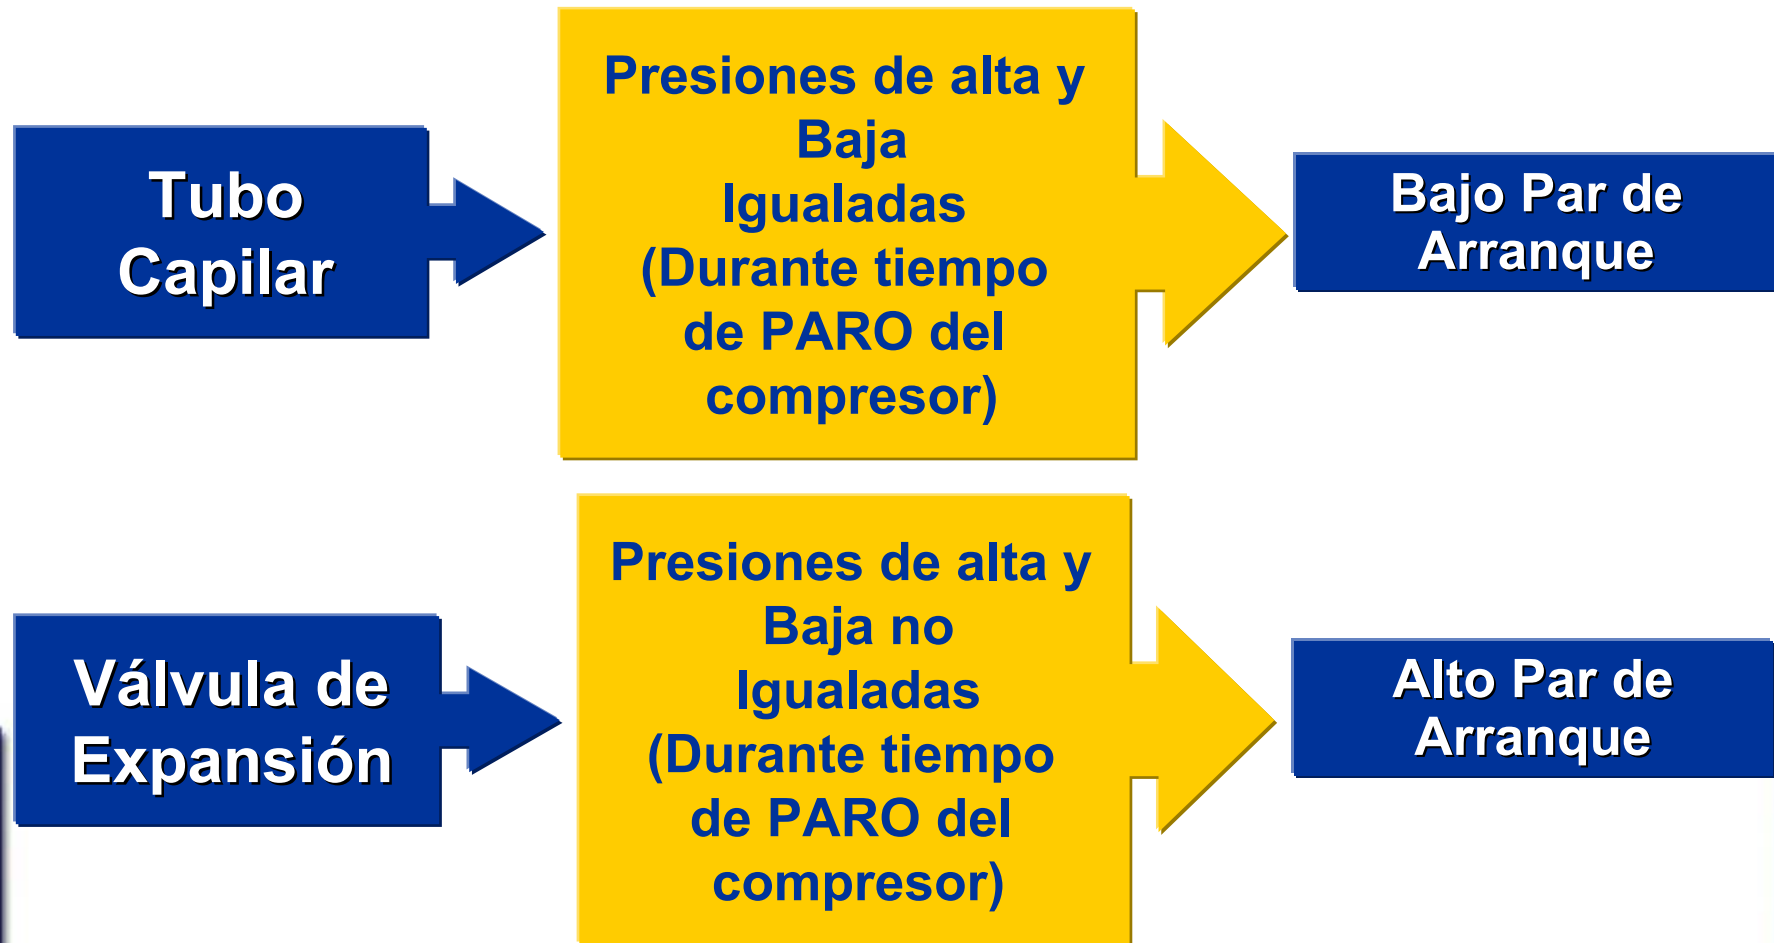 Tubo
Capilar
Presiones de alta y
Baja
Igualadas
(Durante tiempo
de PARO del
compresor)
Bajo Par de
Arranque
Válvula de
Expansión
Presiones de alta y
Baja no
Igualadas
(Durante tiempo
de PARO del
compresor)
Alto Par de
Arranque